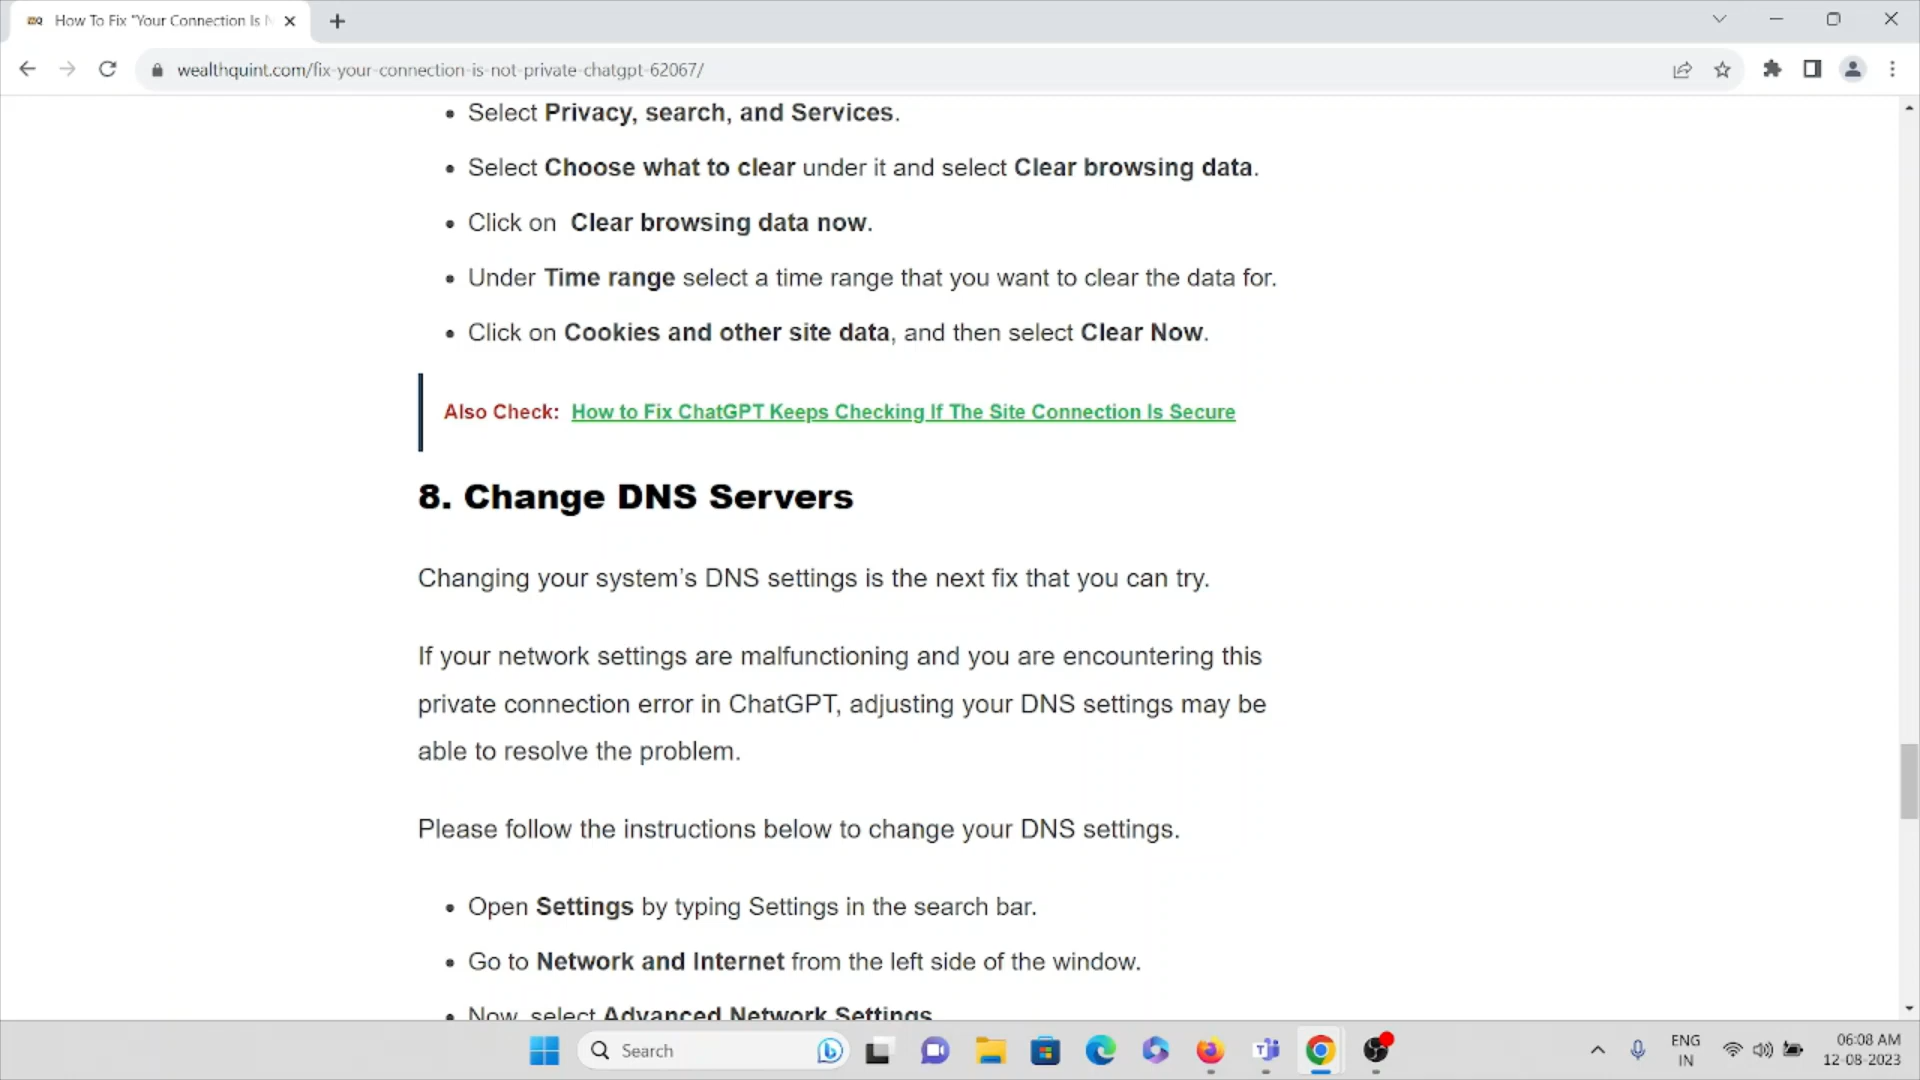 How To Fix "Your Connection Is N
wealthquint.com/fix-your-connection-is-not-private-chatgpt-62067/
Select Privacy, search, and Services.
Select Choose what to clear under it and select Clear browsing data.
Click on Clear browsing data now.
Under Time range select a time range that you want to clear the data for.
Click on Cookies and other site data, and then select Clear Now.
Also Check: How to Fix ChatGPT Keeps Checking If The Site Connection Is Secure
8. Change DNS Servers
Changing your system’s DNS settings is the next fix that you can try.
If your network settings are malfunctioning and you are encountering this
private connection error in ChatGPT, adjusting your DNS settings may be
able to resolve the problem.
Please follow the instructions below to change your DNS settings.
Open Settings by typing Settings in the search bar.
Go to Network and Internet from the left side of the window.
Now, select Advanced Network Settings
Search
ENG
IN
06:08 AM
12-08-2023